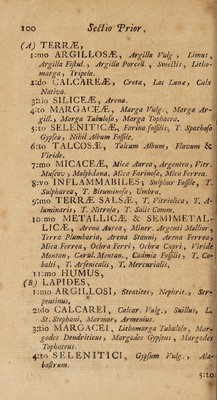 100 Sectio Prior,
(A) TERRÆ,
1:mo ARGILLOSÆ, Argilla Vulg., Limus,
Argilla Fistul., Argilla Porcell., Smectis, Litho-
marga, Tripela.
2:do CALCAREÆ, Creta, Lac Lunæ, Calx
Nativa.
3:tio SILICEÆ, Arena.
4:to MARGACEÆ, Marga Vulg., Marga Ar-
gill., Marga Tubulosa, Marga Tophacea.
5:to SELENITICÆ, Farina fossilis, T. Spathosa
Gypsea, Nihil Album Fossile.
6:to TALCOSÆ, Talcum Album, Flavum &
Viride.
7:mo MICACEÆ, Mica Aurea, Argentea, Vitr.
Muscov., Molybdæna, Mica Farinosa, Mica Ferrea.
8:vo INFLAMMABILES, Sulphur Fossile, T.
Sulphurea, T. Bituminosa, Umbra.
9:mo TERRÆ SALSÆ, T. Vitriolica, T. A-
luminaris, T. Nitrosa, T. Salis Comm.
10:mo METALLICÆ & SEMIMETAL-
LICÆ, Arena Aurea, Miner. Argenti Mollior,
Terra Plumbaria, Arena Stanni, Arena Ferrea,
Mica Ferrea, Ochra Ferri, Ochra Cupri, Viride
Montan, Cærul. Montan., Cadmia Fossilis, T. Co-
balti, T. Arsenicalis, T. Mercurialis,
11:mo HUMUS,
(B) LAPIDES,
1:mo ARGILLOSI, Steatites, Nephrit., Ser-
pentinus.
2:do CALCAREI, Calcar. Vulg., Suillus, L.
St. Stephani, Marmor, Armenius.
3:tio MARGACEI, Lithomarga Tubulosa, Mar-
godes Dendriticus, Margodes Gypseus, Margodes
Tophaceus.
4:to SELENITICI, Gypsum Vulg., Ala-
bastrum.
5:to